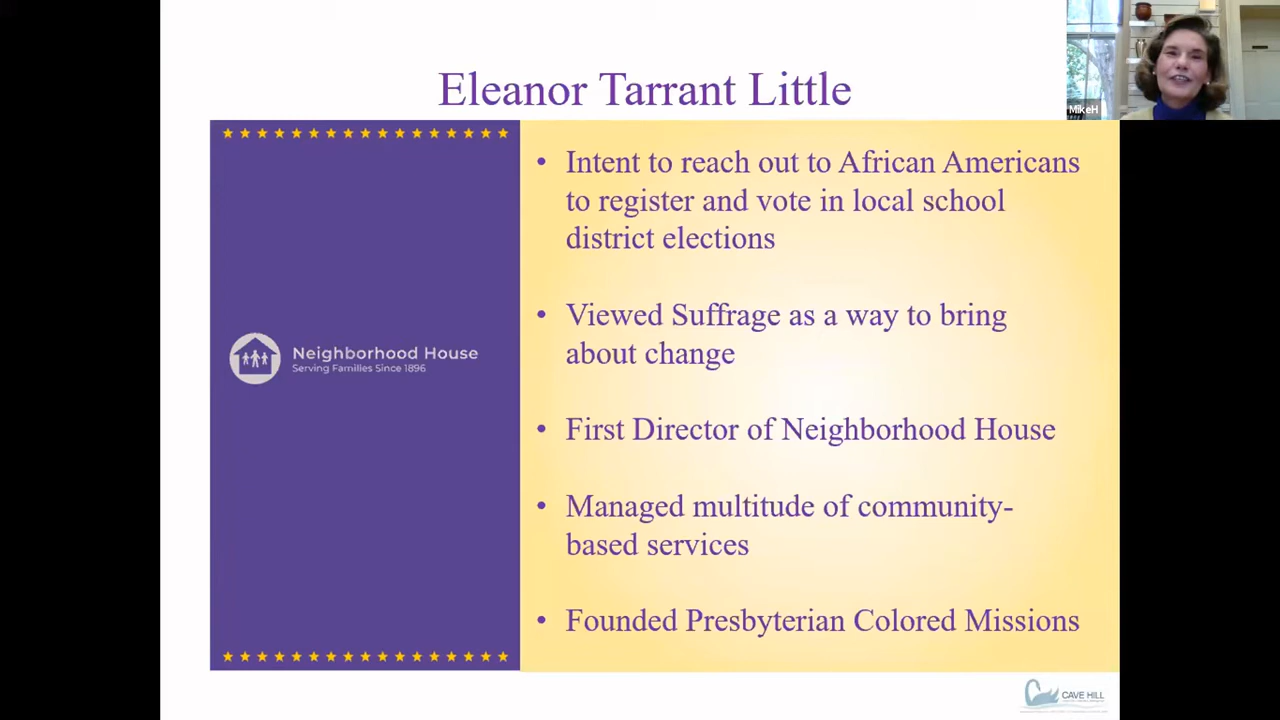 Eleanor Tarrant Little
MikeH
Neighborhood House
Serving Families Since 1896
• Intent to reach out to African Americans
to register and vote in local school
district elections
• Viewed Suffrage as a way to bring
about change
• First Director of Neighborhood House
• Managed multitude of community-
based services
• Founded Presbyterian Colored Missions
CAVE HILL